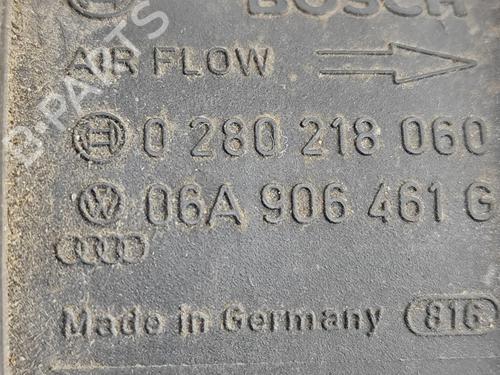 BOSCH
AIR FLOW
0 280 218 060
06A 906 461 G
Made in Germany 816
B-PARTS